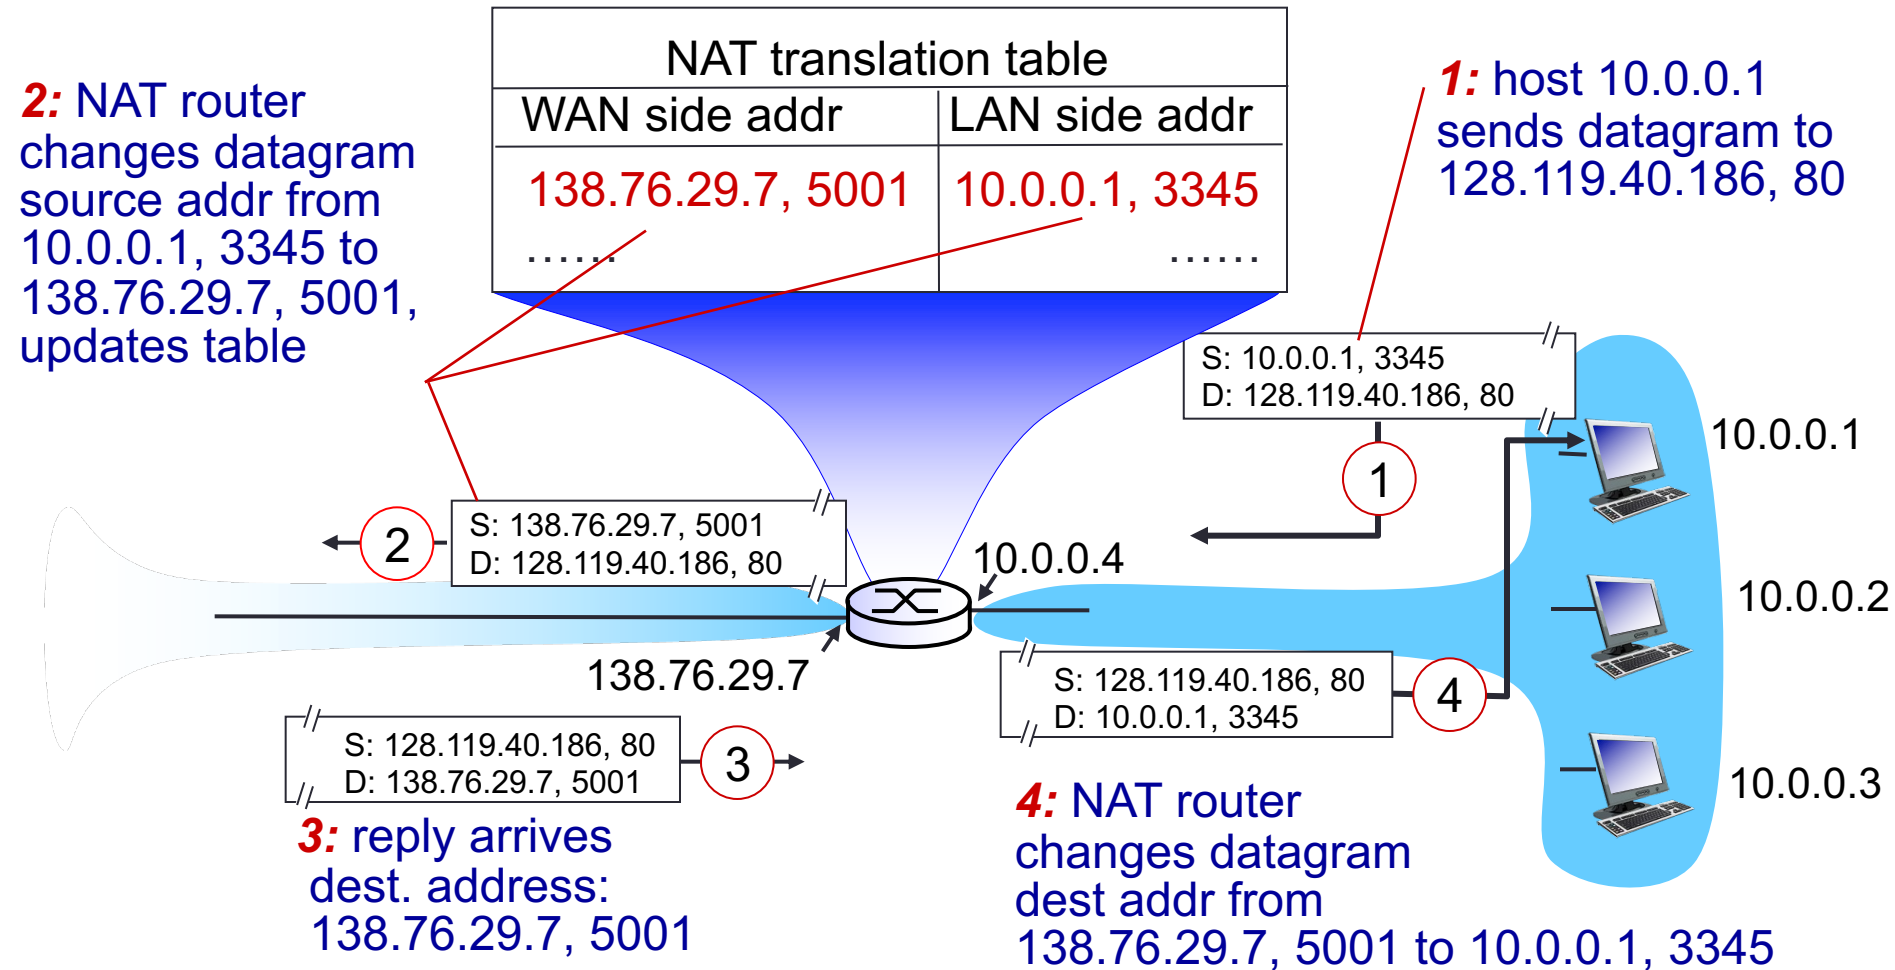 NAT translation table
WAN side addr
LAN side addr
138.76.29.7, 5001
10.0.0.1, 3345
......
......
2: NAT router
changes datagram
source addr from
10.0.0.1, 3345 to
138.76.29.7, 5001,
updates table
1: host 10.0.0.1
sends datagram to
128.119.40.186, 80
S: 10.0.0.1, 3345
D: 128.119.40.186, 80
1
10.0.0.1
S: 138.76.29.7, 5001
D: 128.119.40.186, 80
2
10.0.0.4
10.0.0.2
138.76.29.7
S: 128.119.40.186, 80
D: 10.0.0.1, 3345
4
S: 128.119.40.186, 80
D: 138.76.29.7, 5001
3
10.0.0.3
3: reply arrives
dest. address:
138.76.29.7, 5001
4: NAT router
changes datagram
dest addr from
138.76.29.7, 5001 to 10.0.0.1, 3345